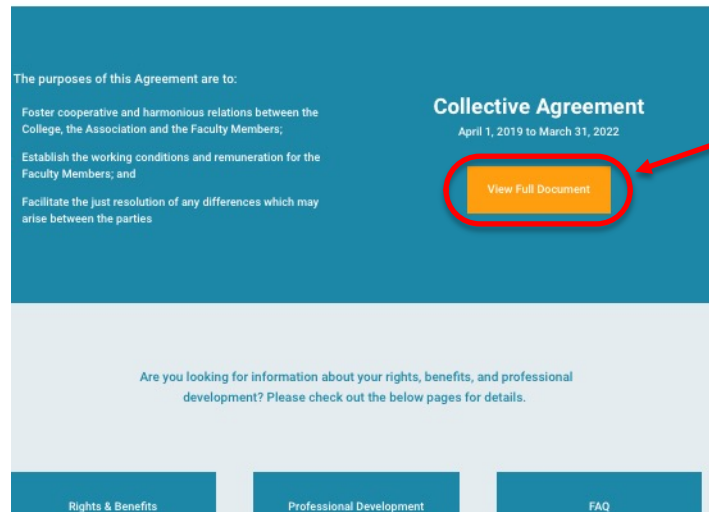 The purposes of this Agreement are to:
Foster cooperative and harmonious relations between the
College, the Association and the Faculty Members;
Establish the working conditions and remuneration for the
Faculty Members; and
Facilitate the just resolution of any differences which may
arise between the parties
Collective Agreement
April 1, 2019 to March 31, 2022
View Full Document
Are you looking for information about your rights, benefits, and professional
development? Please check out the below pages for details.
Rights & Benefits
Professional Development
FAQ